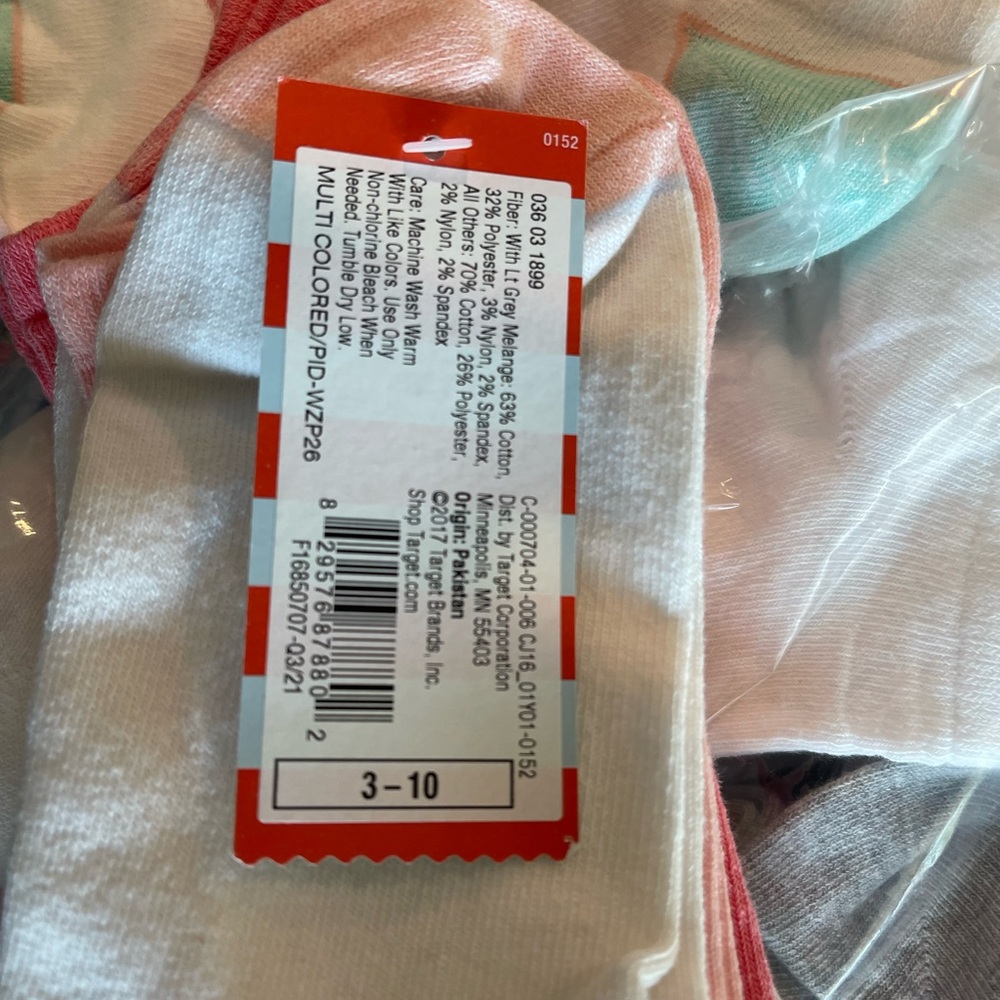 0152
036 03 1899
Fiber: With Lt Grey Melange: 63% Cotton,
32% Polyester, 3% Nylon, 2% Spandex,
All Others: 70% Cotton, 26% Polyester,
2% Nylon, 2% Spandex
Care: Machine Wash Warm
With Like Colors. Use Only
Non-chlorine Bleach When
Needed. Tumble Dry Low.
MULTI COLORED/PID-WZP26
C-000704-01-006 CJ16_01Y01-0152
Dist. by Target Corporation
Minneapolis, MN 55403
Origin: Pakistan
©2017 Target Brands, Inc.
Shop Target.com
8 29576 87880 2
F16850707-Q3/21
3-10